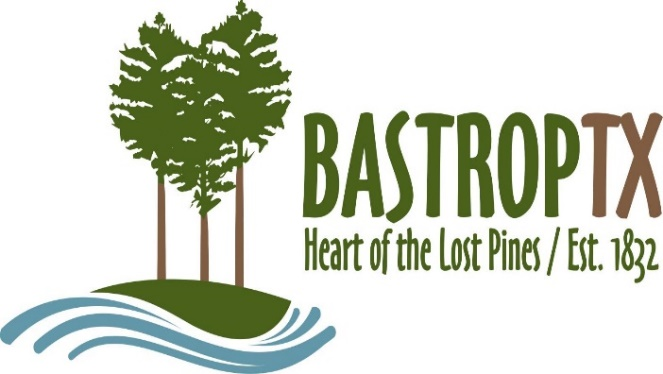 BASTROPTX
Heart of the Lost Pines / Est. 1832